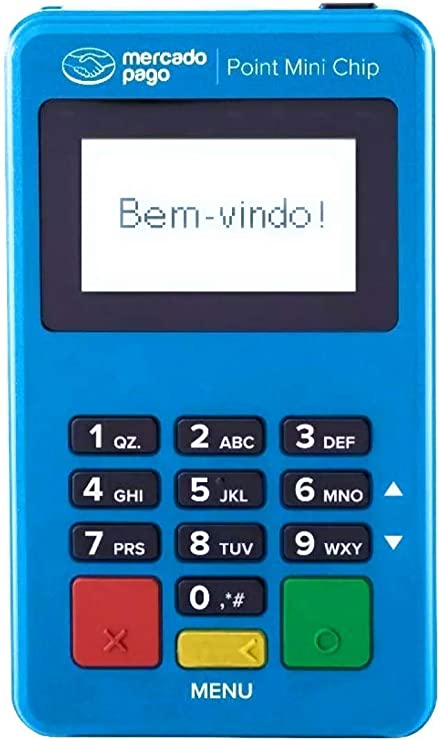 mercado
pago
Point Mini Chip
Bem-vindo!
1 QZ. 2 ABC 3 DEF
4 GHI 5 JKL 6 MNO
7 PRS 8 TUV 9 WXY
0 ,*#
MENU